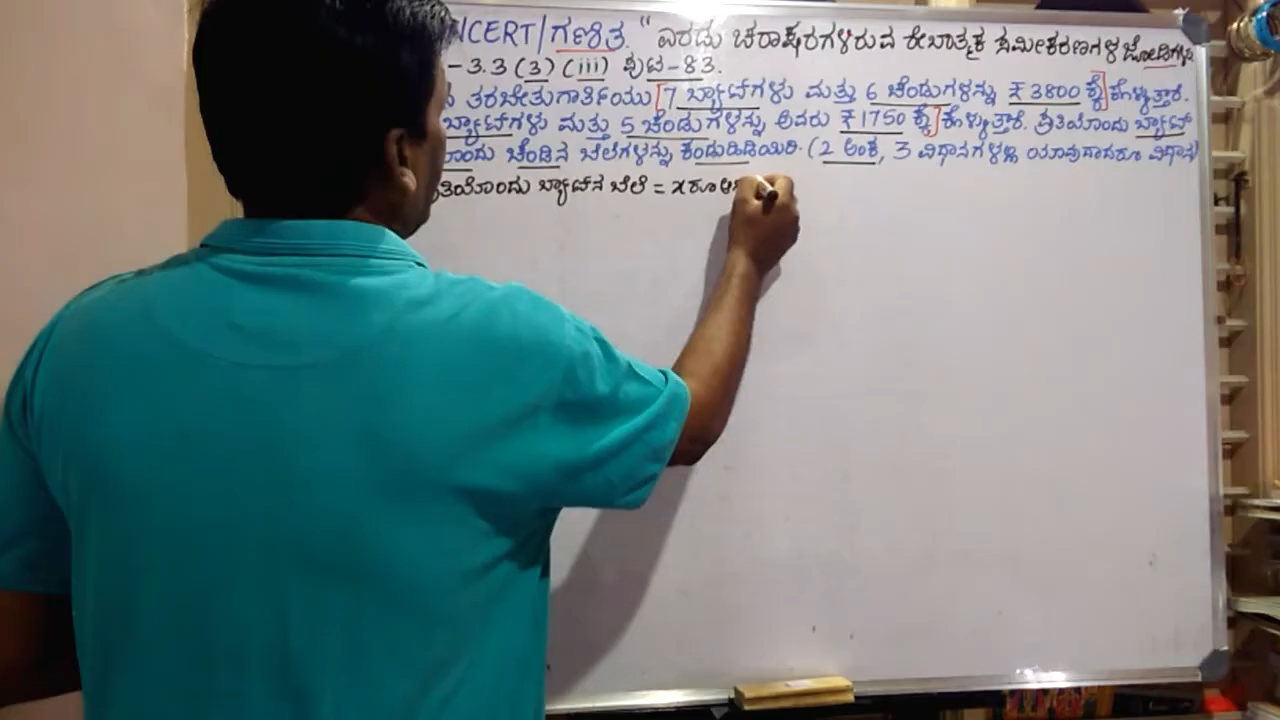 NCERT/ಗಣಿತ. "ಎರಡು ಚರಾಕ್ಷರಗಳಿರುವ ರೇಖಾತ್ಮಕ ಸಮೀಕರಣಗಳ ಜೋಡಿಗಳು
-3.3 (3) (iii) ಪುಟ-83.
ತರಬೇತುಗಾರ್ತಿಯು [7 ಬ್ಯಾಟ್‌ಗಳು ಮತ್ತು 6 ಚೆಂಡುಗಳನ್ನು ₹ 3800 ಕ್ಕೆ] ಕೊಳ್ಳುತ್ತಾರೆ.
ಬ್ಯಾಟ್‌ಗಳು ಮತ್ತು 5 ಚೆಂಡುಗಳನ್ನು ಅವರು ₹ 1750 ಕ್ಕೆ] ಕೊಳ್ಳುತ್ತಾರೆ. ಪ್ರತಿಯೊಂದು ಬ್ಯಾಟ್
ಚೆಂಡಿನ ಬೆಲೆಗಳನ್ನು ಕಂಡುಹಿಡಿಯಿರಿ. (2 ಅಂಕ, 3 ವಿಧಾನಗಳಲ್ಲಿ ಯಾವುದಾದರೂ ವಿಧಾನ)
ಬ್ಯಾಟ್‌ನ ಬೆಲೆ = x ರೂ